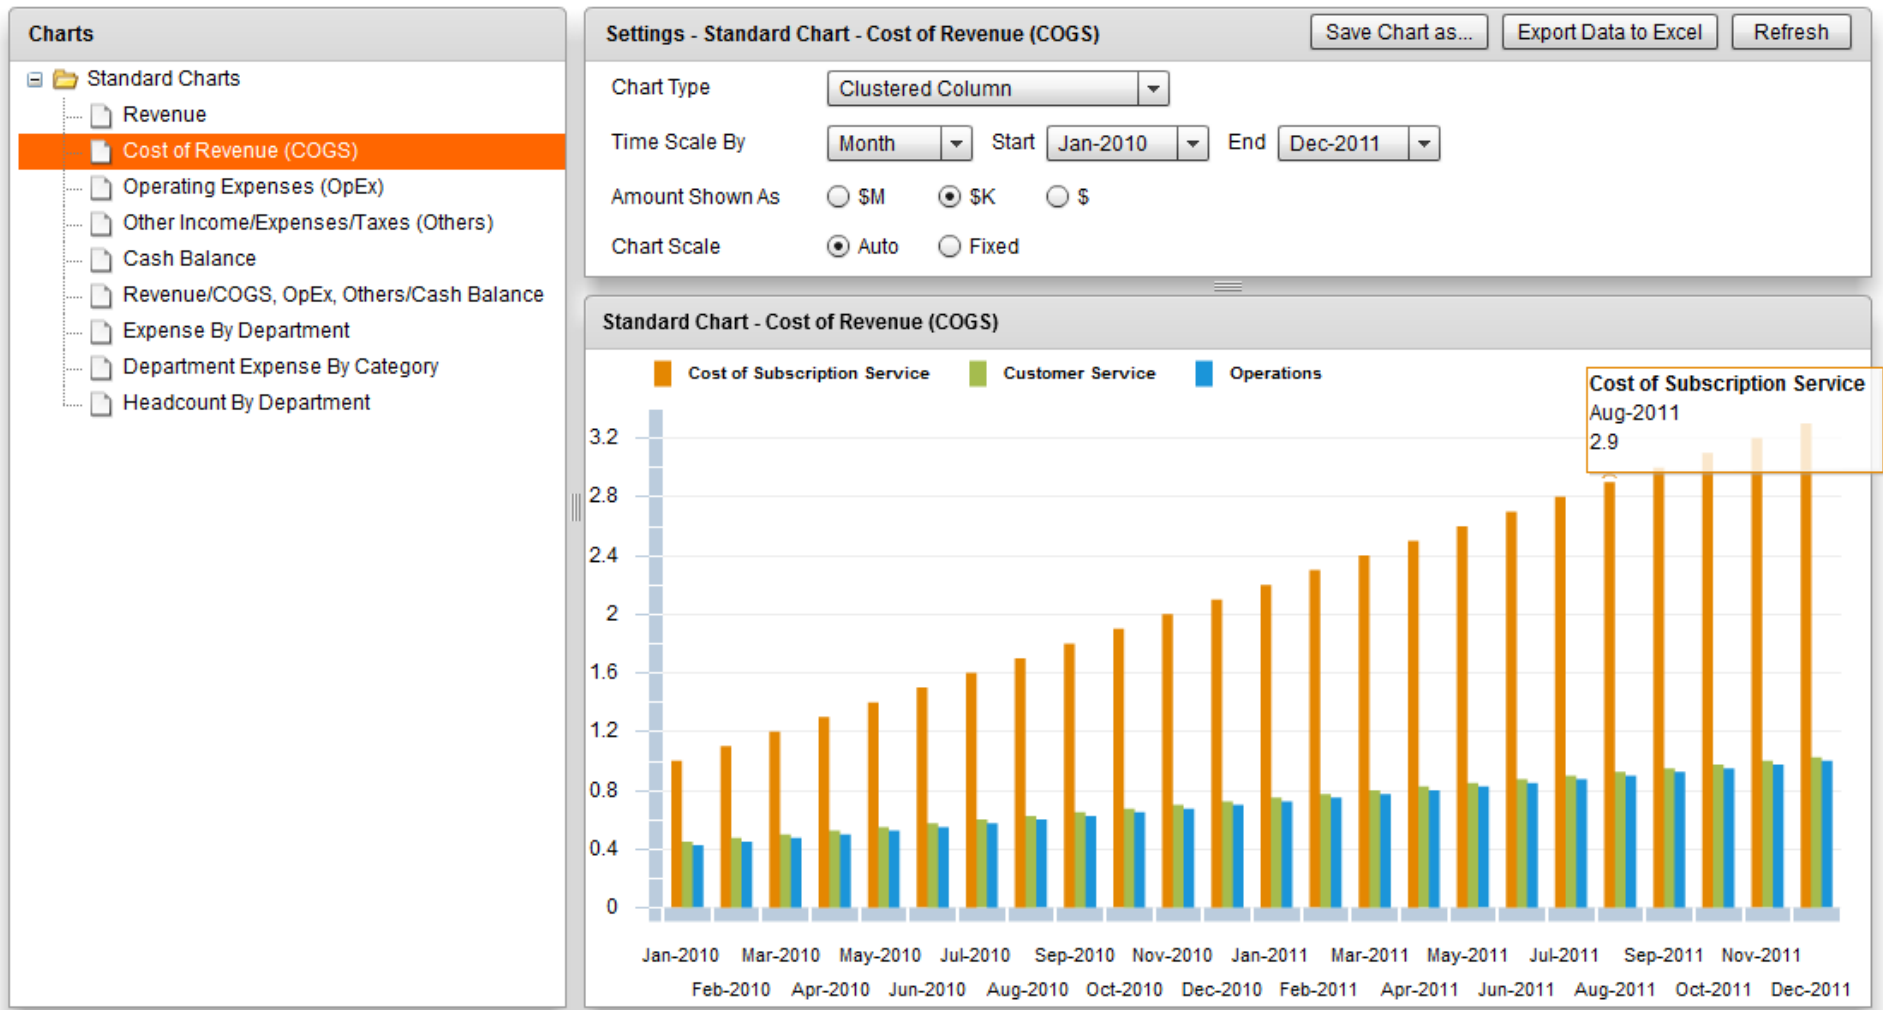 Charts
Standard Charts
Revenue
Cost of Revenue (COGS)
Operating Expenses (OpEx)
Other Income/Expenses/Taxes (Others)
Cash Balance
Revenue/COGS, OpEx, Others/Cash Balance
Expense By Department
Department Expense By Category
Headcount By Department
Settings - Standard Chart - Cost of Revenue (COGS)
Save Chart as... Export Data to Excel Refresh
Chart Type Clustered Column
Time Scale By Month Start Jan-2010 End Dec-2011
Amount Shown As $M $K $
Chart Scale Auto Fixed
Standard Chart - Cost of Revenue (COGS)
Cost of Subscription Service Customer Service Operations
Cost of Subscription Service
Aug-2011
2.9
3.2
2.8
2.4
2
1.6
1.2
0.8
0.4
0
Jan-2010 Mar-2010 May-2010 Jul-2010 Sep-2010 Nov-2010 Jan-2011 Mar-2011 May-2011 Jul-2011 Sep-2011 Nov-2011
Feb-2010 Apr-2010 Jun-2010 Aug-2010 Oct-2010 Dec-2010 Feb-2011 Apr-2011 Jun-2011 Aug-2011 Oct-2011 Dec-2011